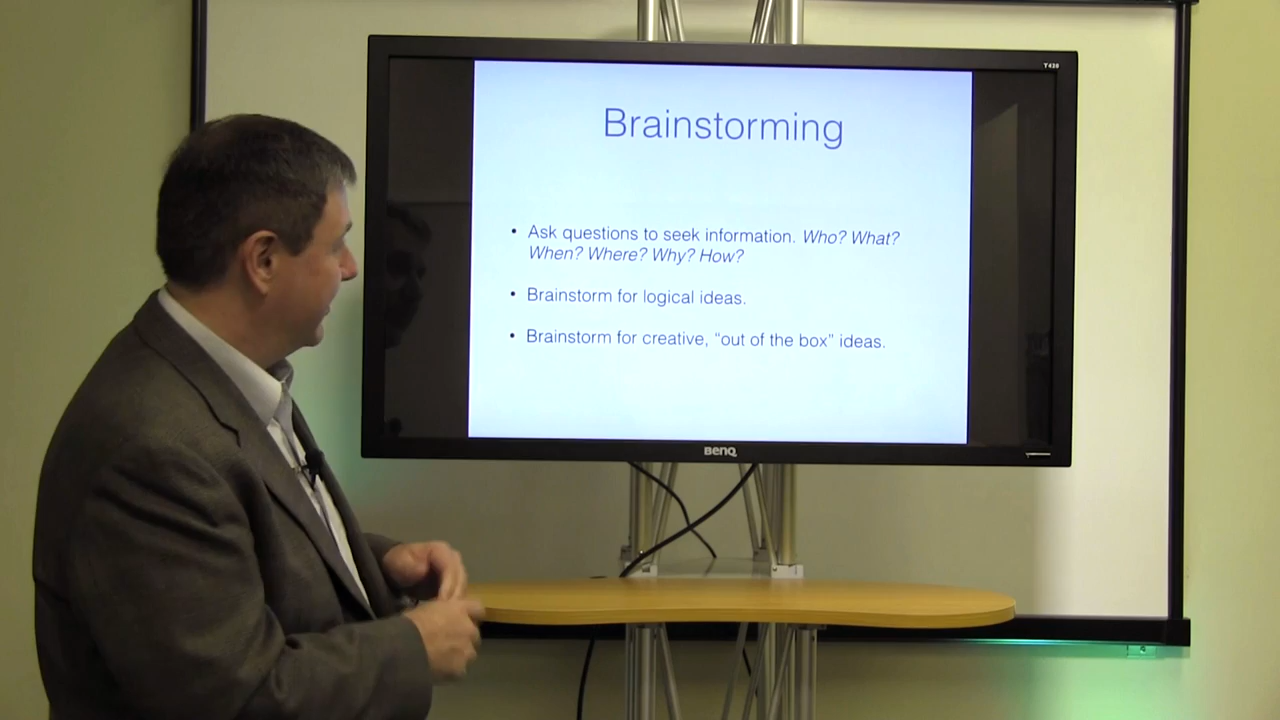 T420
Brainstorming
• Ask questions to seek information. Who? What?
When? Where? Why? How?
• Brainstorm for logical ideas.
• Brainstorm for creative, “out of the box” ideas.
BenQ